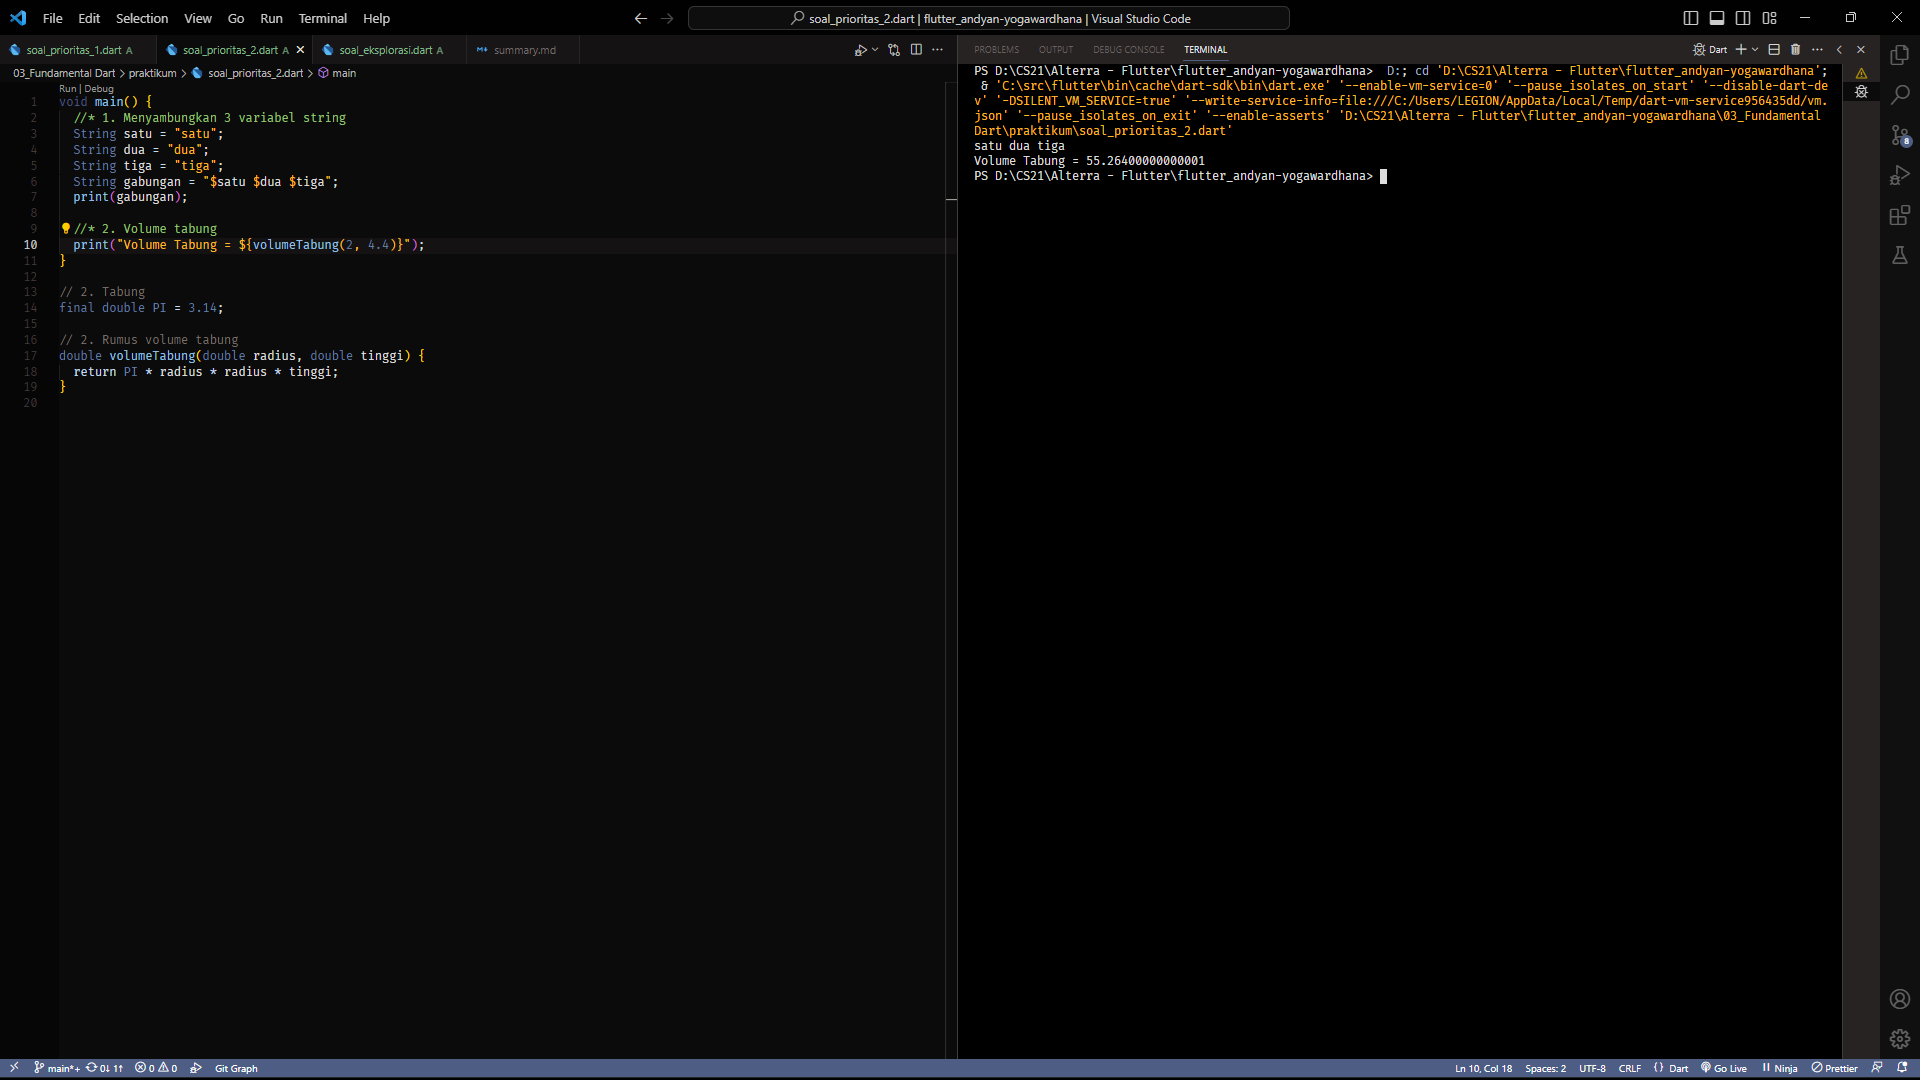 File Edit Selection View Go Run Terminal Help
soal_prioritas_2.dart | flutter_andyan-yogawardhana | Visual Studio Code
soal_prioritas_1.dart A
soal_prioritas_2.dart A
soal_eksplorasi.dart A
summary.md
03_Fundamental Dart > praktikum > soal_prioritas_2.dart > main
Run | Debug
1 void main() {
2 //* 1. Menyambungkan 3 variabel string
3 String satu = "satu";
4 String dua = "dua";
5 String tiga = "tiga";
6 String gabungan = "$satu $dua $tiga";
7 print(gabungan);
8
9 //* 2. Volume tabung
10 print("Volume Tabung = ${volumeTabung(2, 4.4)}");
11 }
12
13 // 2. Tabung
14 final double PI = 3.14;
15
16 // 2. Rumus volume tabung
17 double volumeTabung(double radius, double tinggi) {
18 return PI * radius * radius * tinggi;
19 }
20
PROBLEMS OUTPUT DEBUG CONSOLE TERMINAL
Dart
PS D:\CS21\Alterra - Flutter\flutter_andyan-yogawardhana>  D:; cd 'D:\CS21\Alterra - Flutter\flutter_andyan-yogawardhana';
& 'C:\src\flutter\bin\cache\dart-sdk\bin\dart.exe' '--enable-vm-service=0' '--pause_isolates_on_start' '--disable-dart-de
v' '-DSILENT_VM_SERVICE=true' '--write-service-info=file:///C:/Users/LEGION/AppData/Local/Temp/dart-vm-service956435dd/vm.
json' '--pause_isolates_on_exit' '--enable-asserts' 'D:\CS21\Alterra - Flutter\flutter_andyan-yogawardhana\03_Fundamental
Dart\praktikum\soal_prioritas_2.dart'
satu dua tiga
Volume Tabung = 55.26400000000001
PS D:\CS21\Alterra - Flutter\flutter_andyan-yogawardhana>
8
main*+ 0↓ 1↑ 0 0 Git Graph
Ln 10, Col 18 Spaces: 2 UTF-8 CRLF { } Dart Go Live Ninja Prettier